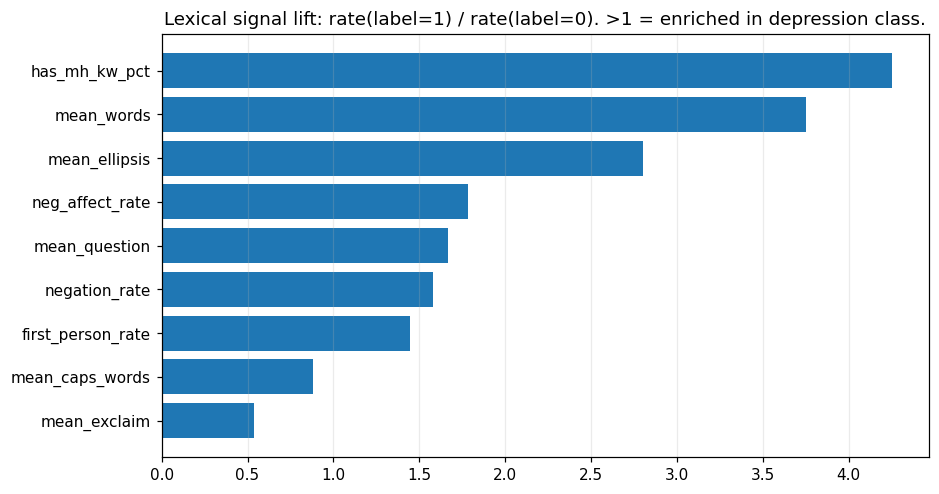 Lexical signal lift: rate(label=1) / rate(label=0). >1 = enriched in depression class.
has_mh_kw_pct
mean_words
mean_ellipsis
neg_affect_rate
mean_question
negation_rate
first_person_rate
mean_caps_words
mean_exclaim
0.0 0.5 1.0 1.5 2.0 2.5 3.0 3.5 4.0